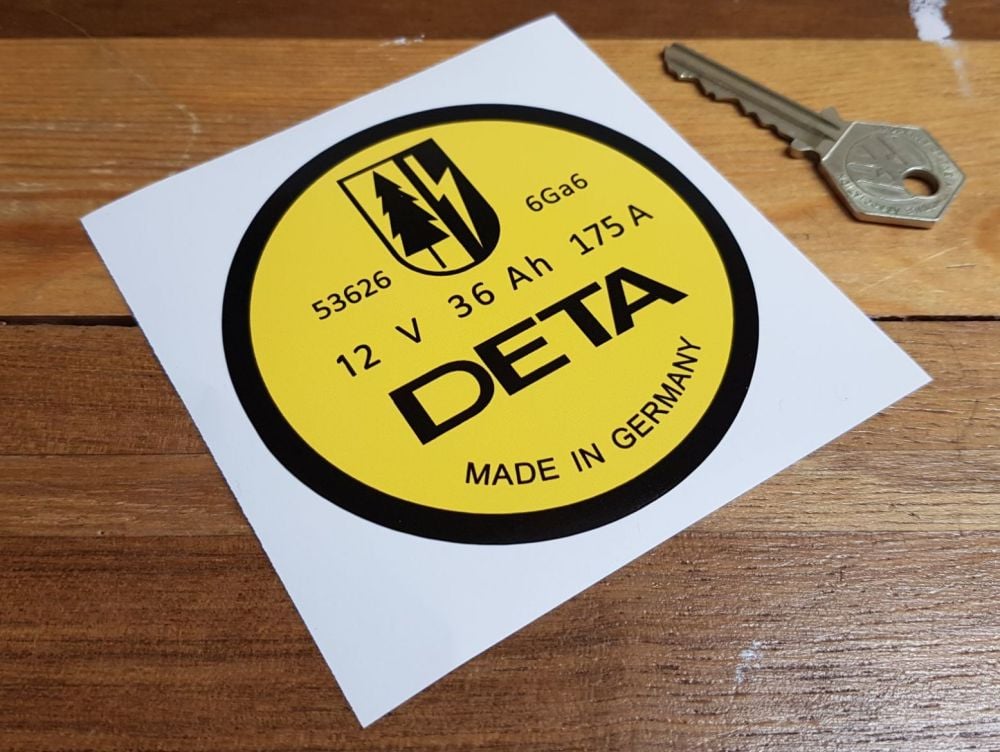 6Ga6
53626
12 V 36 Ah 175 A
DETA
MADE IN GERMANY